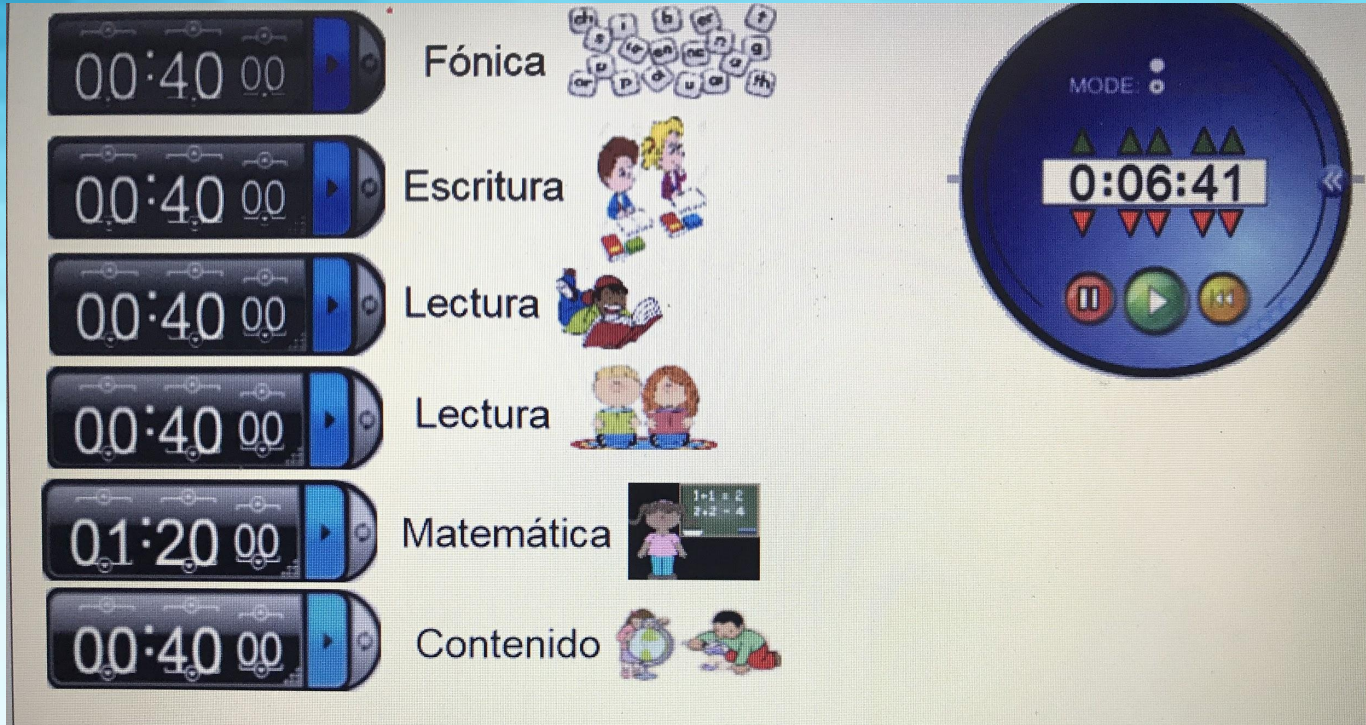 00:40 00 Fónica
00:40 00 Escritura
00:40 00 Lectura
00:40 00 Lectura
01:20 00 Matemática
1+1 = 2
2+2 = 4
00:40 00 Contenido
MODE:
0:06:41